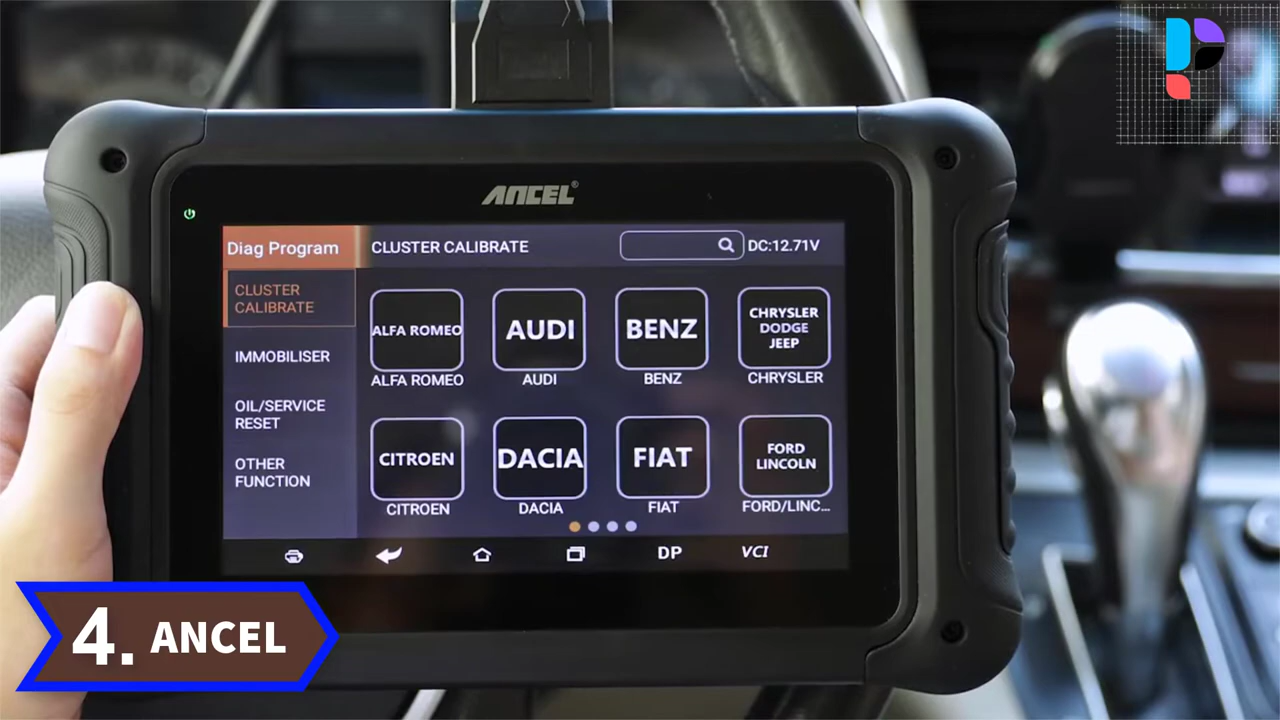 ANCEL®
Diag Program
CLUSTER CALIBRATE
DC:12.71V
CLUSTER
CALIBRATE
IMMOBILISER
OIL/SERVICE
RESET
OTHER
FUNCTION
ALFA ROMEO
ALFA ROMEO
AUDI
AUDI
BENZ
BENZ
CHRYSLER
DODGE
JEEP
CHRYSLER
CITROEN
CITROEN
DACIA
DACIA
FIAT
FIAT
FORD
LINCOLN
FORD/LINC...
DP
VCI
4. ANCEL